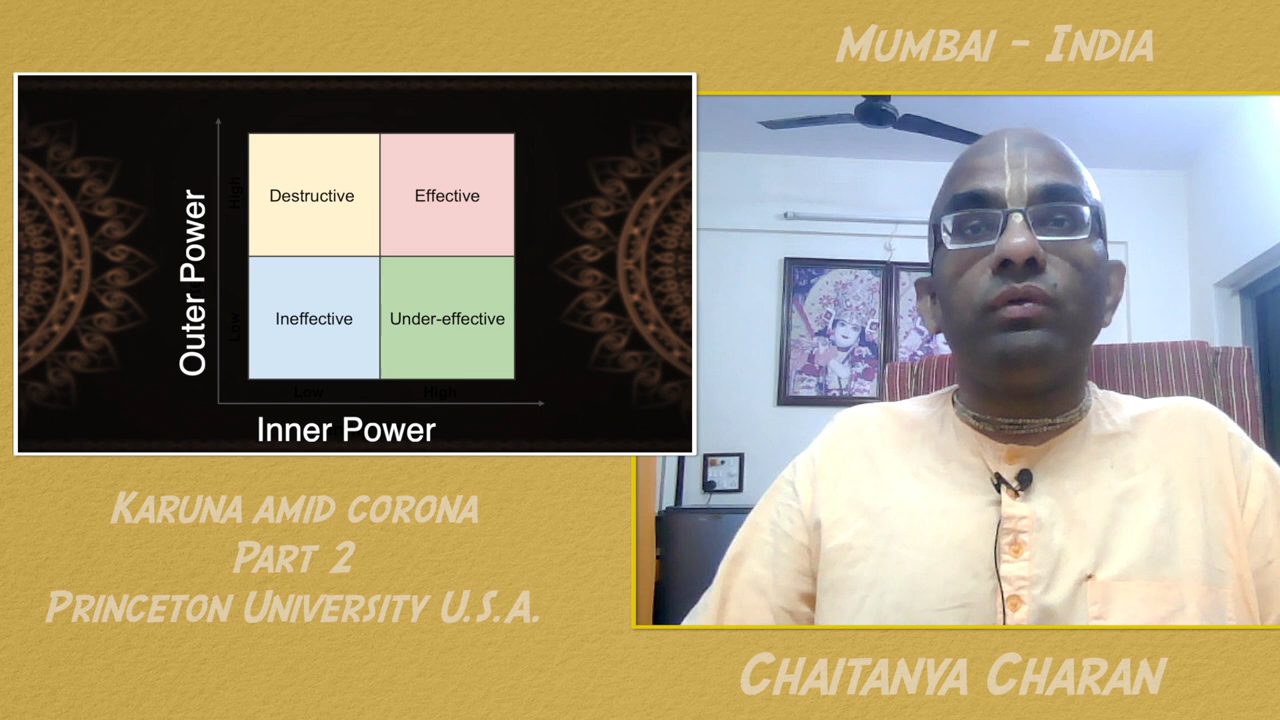 MUMBAI - INDIA
High
Destructive
Effective
Outer Power
Low
Ineffective
Under-effective
Low
High
Inner Power
KARUNA AMID CORONA
PART 2
PRINCETON UNIVERSITY U.S.A.
CHAITANYA CHARAN